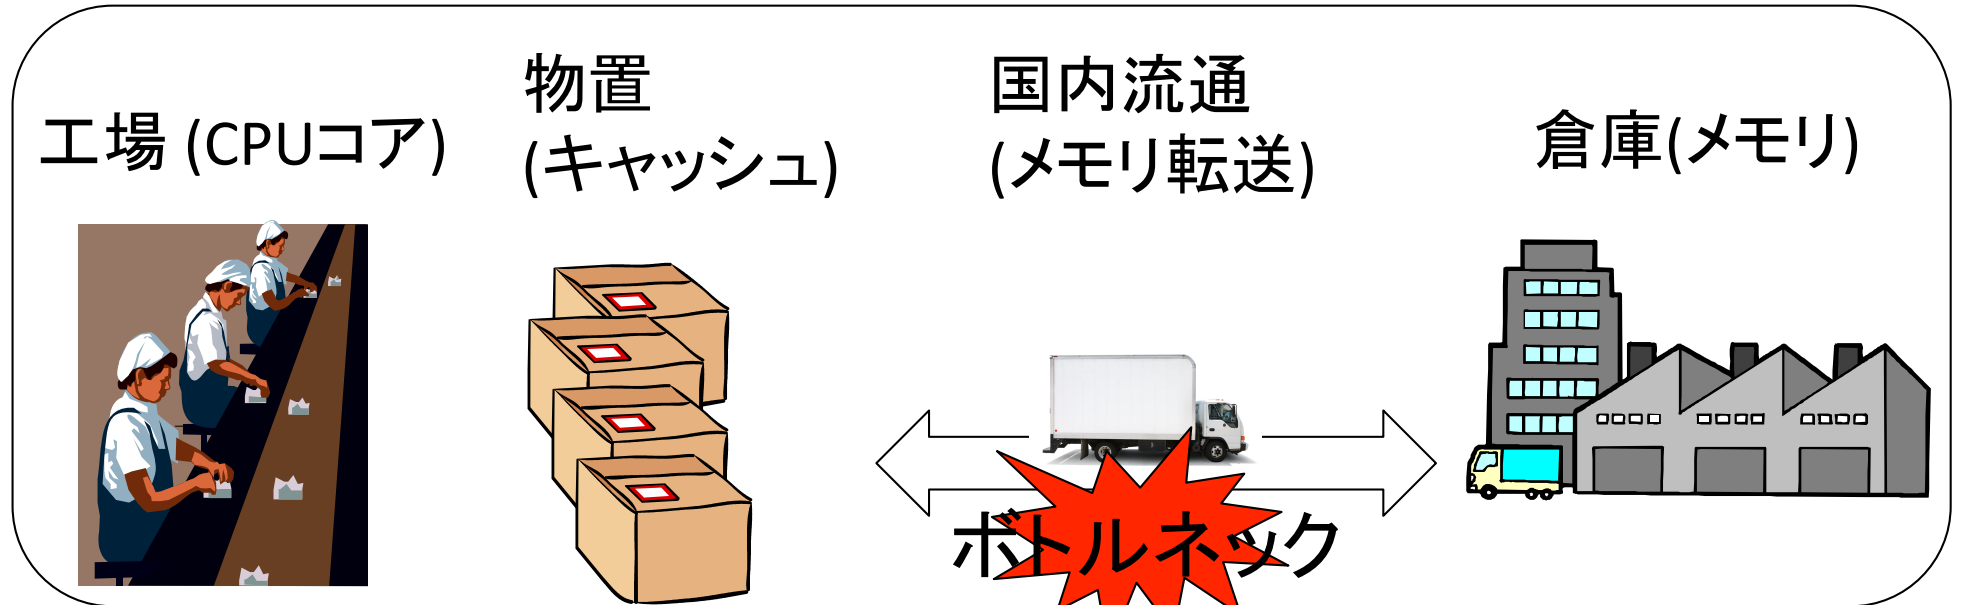 工場 (CPUコア)
物置
(キャッシュ)
国内流通
(メモリ転送)
倉庫(メモリ)
ボトルネック